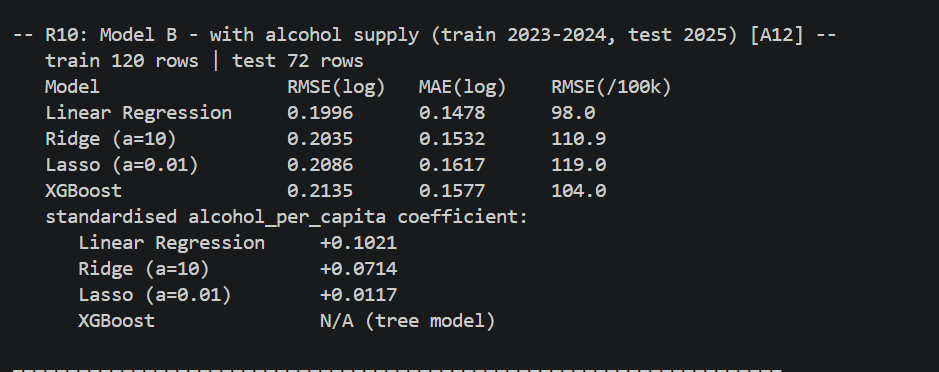 -- R10: Model B - with alcohol supply (train 2023-2024, test 2025) [A12] --
train 120 rows | test 72 rows
Model RMSE(log) MAE(log) RMSE(/100k)
Linear Regression 0.1996 0.1478 98.0
Ridge (a=10) 0.2035 0.1532 110.9
Lasso (a=0.01) 0.2086 0.1617 119.0
XGBoost 0.2135 0.1577 104.0
standardised alcohol_per_capita coefficient:
Linear Regression +0.1021
Ridge (a=10) +0.0714
Lasso (a=0.01) +0.0117
XGBoost N/A (tree model)